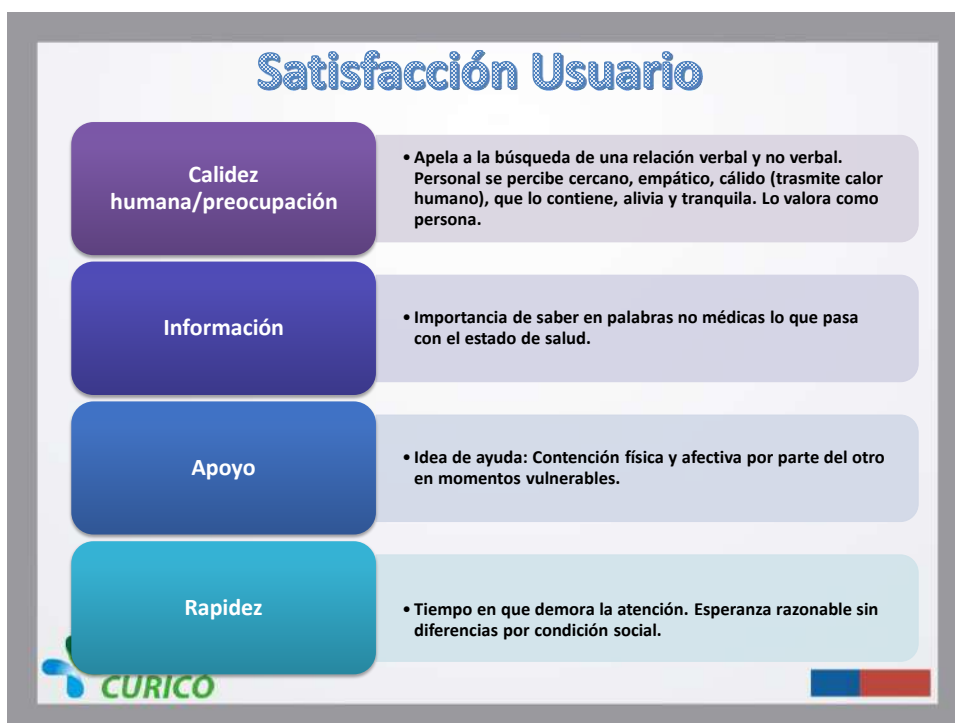 Satisfacción Usuario
Calidez
humana/preocupación
• Apela a la búsqueda de una relación verbal y no verbal.
Personal se percibe cercano, empático, cálido (trasmite calor
humano), que lo contiene, alivia y tranquila. Lo valora como
persona.
Información
• Importancia de saber en palabras no médicas lo que pasa
con el estado de salud.
Apoyo
• Idea de ayuda: Contención física y afectiva por parte del otro
en momentos vulnerables.
Rapidez
• Tiempo en que demora la atención. Esperanza razonable sin
diferencias por condición social.
CURICÓ